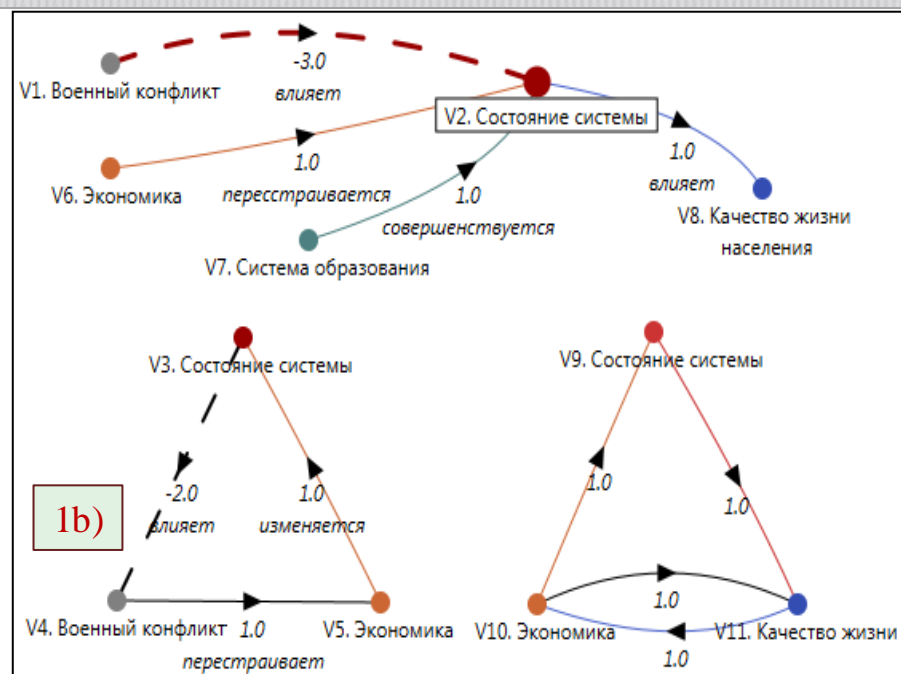 -3.0
V1. Военный конфликт
влияет
V2. Состояние системы
1.0
V6. Экономика
пересстраивается
1.0
совершенствуется
1.0
влияет
V8. Качество жизни
населения
V7. Система образования
V3. Состояние системы
V9. Состояние системы
1b)
-2.0
влияет
1.0
изменяется
1.0
1.0
V4. Военный конфликт
1.0
перестраивает
V5. Экономика
V10. Экономика
1.0
V11. Качество жизни
1.0